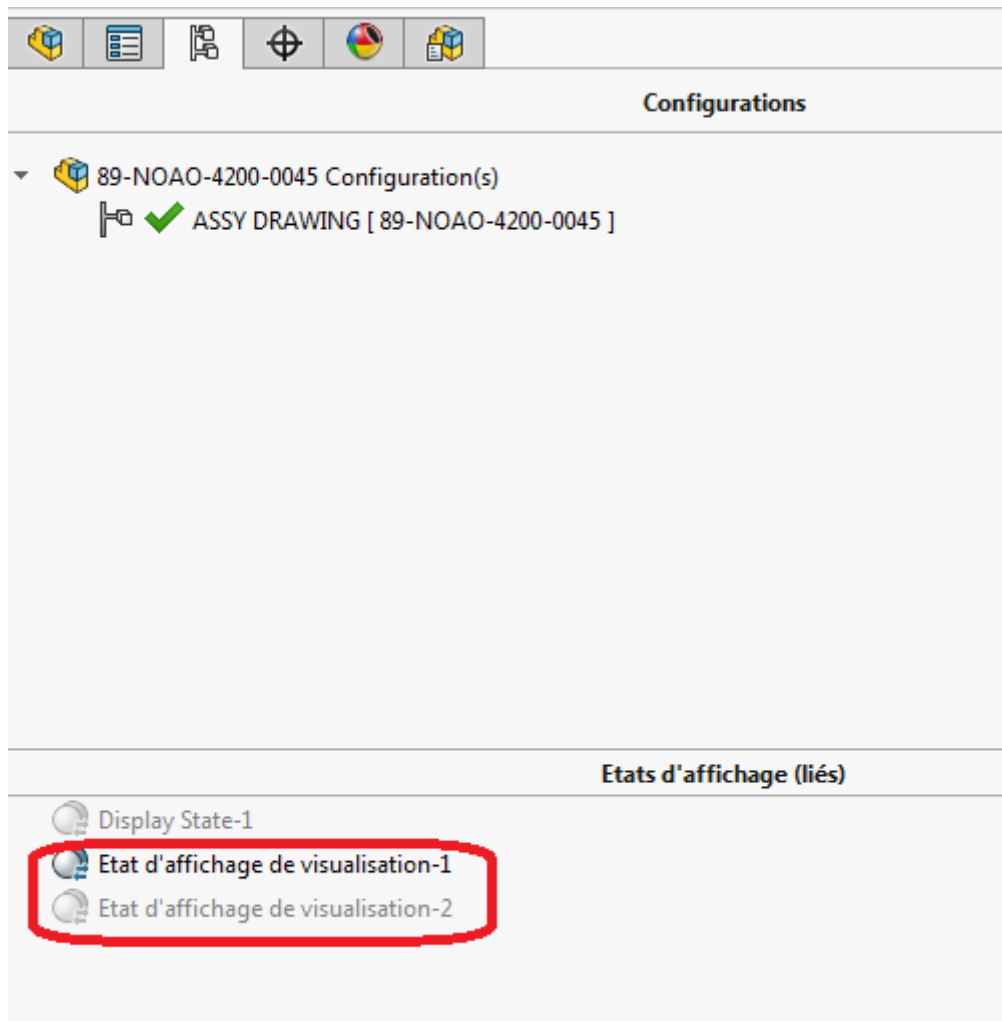 Configurations
89-NOAO-4200-0045 Configuration(s)
ASSY DRAWING [ 89-NOAO-4200-0045 ]
Etats d'affichage (liés)
Display State-1
Etat d'affichage de visualisation-1
Etat d'affichage de visualisation-2